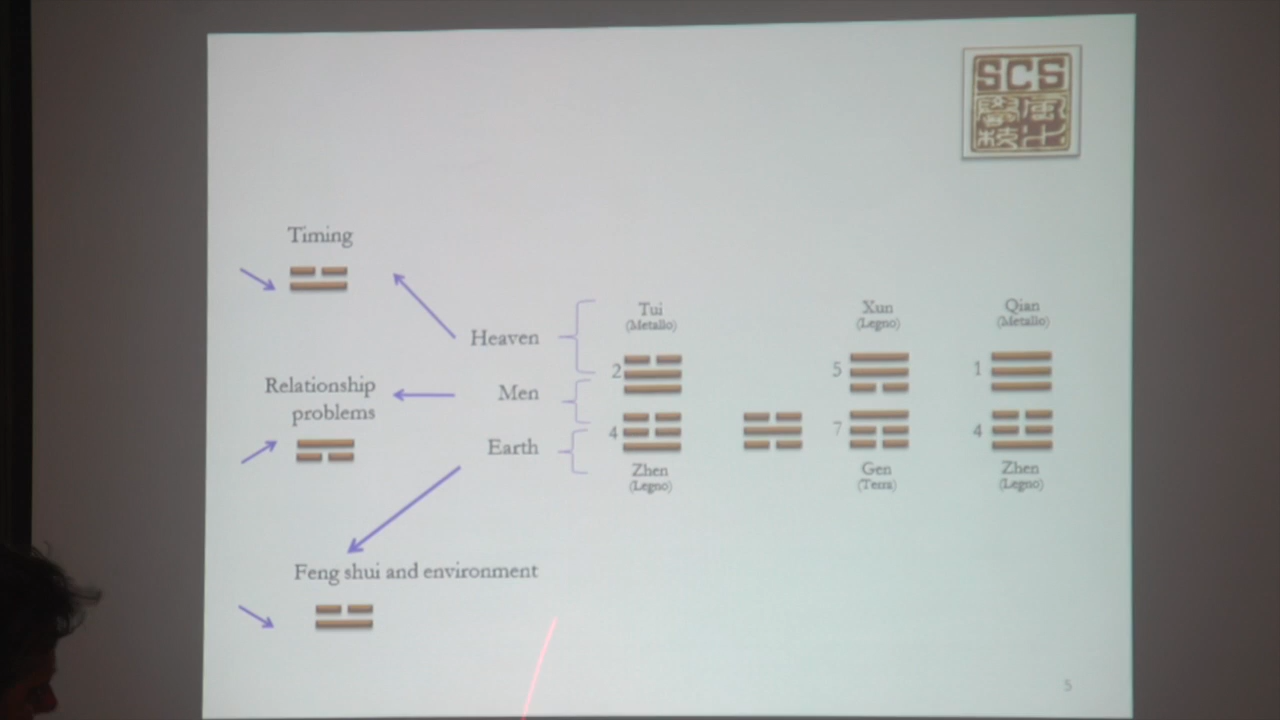 SCS
Timing
Tui
(Metallo)
Xun
(Legno)
Qian
(Metallo)
Heaven
2
5
1
Relationship
problems
Men
4
7
4
Earth
Zhen
(Legno)
Gen
(Terra)
Zhen
(Legno)
Feng shui and environment
5